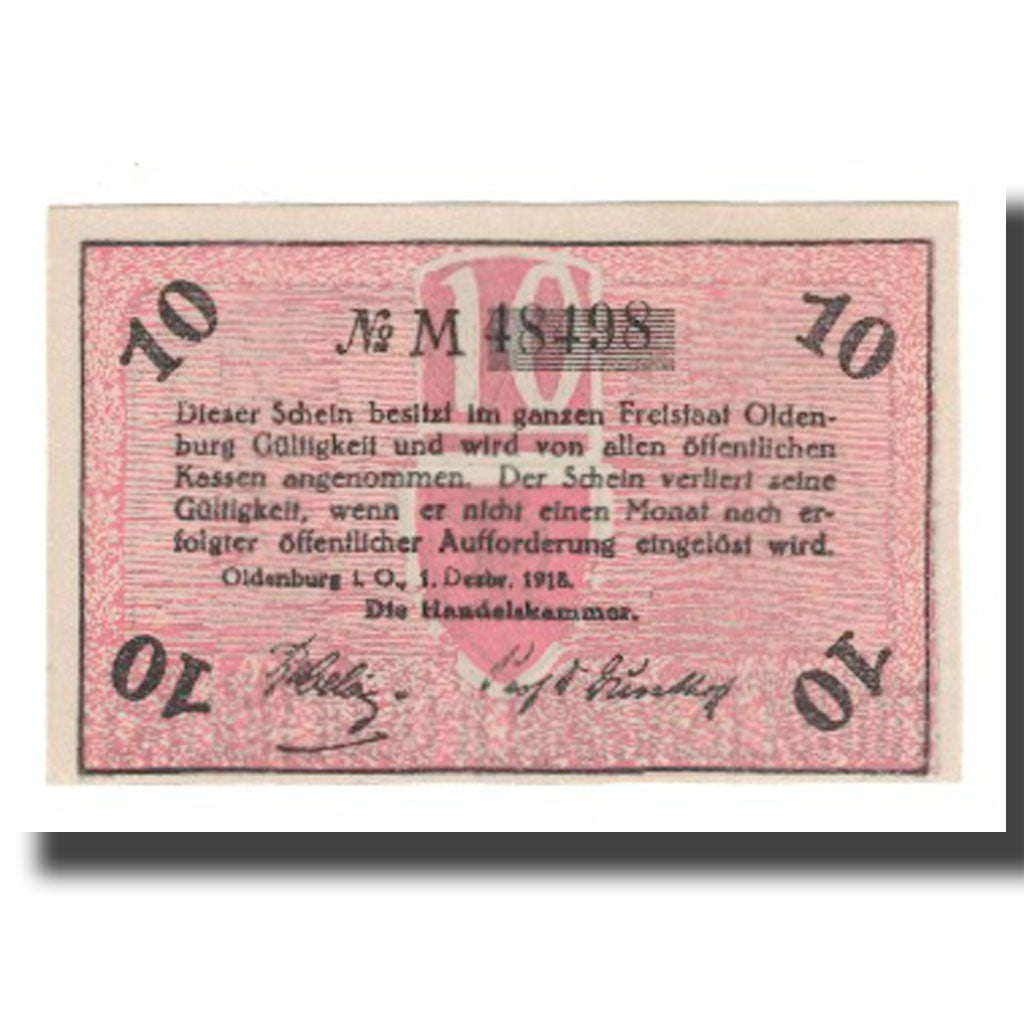 10
10
10
№ M 48498
Dieser Schein besitzt im ganzen Freistaat Olden-
burg Gültigkeit und wird von allen öffentlichen
Kassen angenommen. Der Schein verliert seine
Gültigkeit, wenn er nicht einen Monat nach er-
folgter öffentlicher Aufforderung eingelöst wird.
Oldenburg i. O., 1. Dezbr. 1918.
Die Handelskammer.
10
10